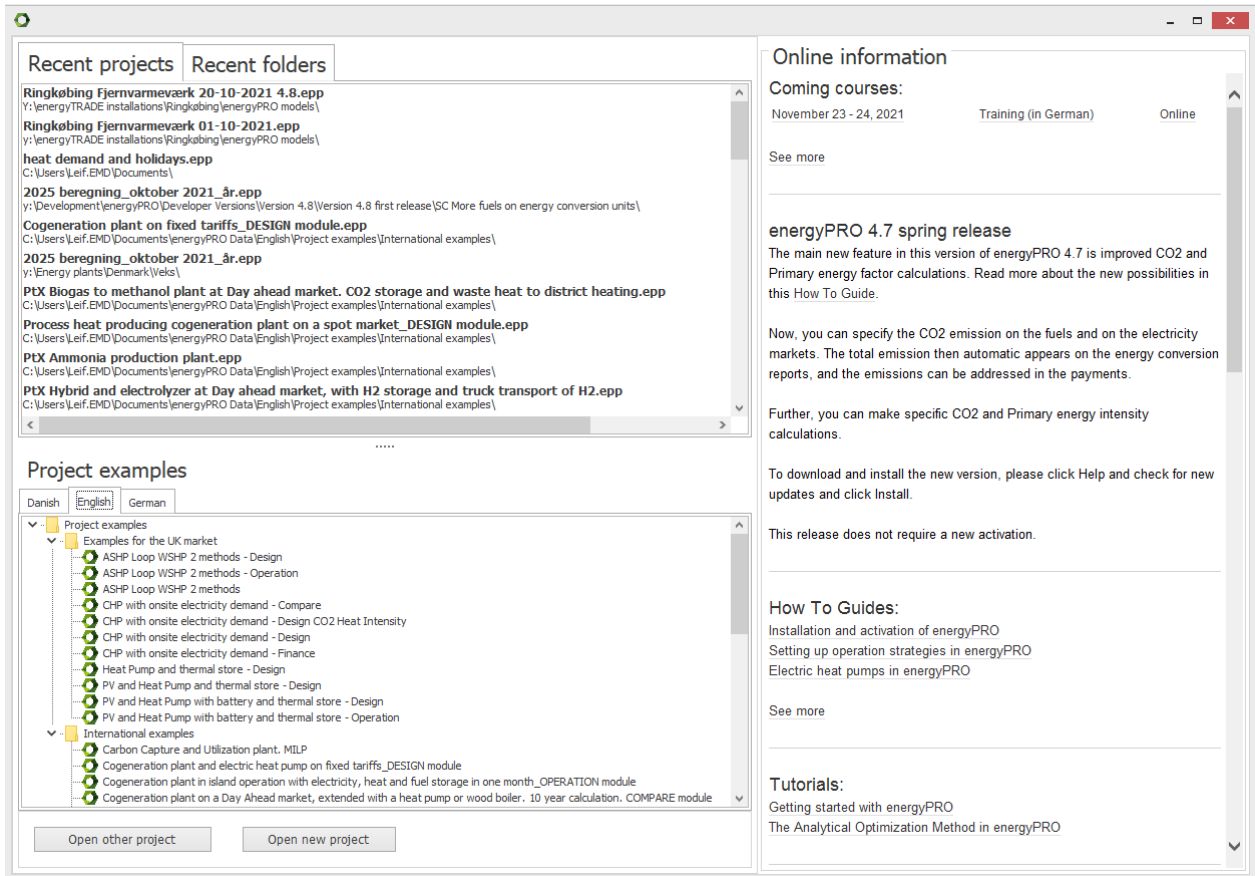 Recent projects
Recent folders
Ringkøbing Fjernvarmeværk 20-10-2021 4.8.epp
Y:\energyTRADE installations\Ringkøbing\energyPRO models\
Ringkøbing Fjernvarmeværk 01-10-2021.epp
y:\energyTRADE installations\Ringkøbing\energyPRO models\
heat demand and holidays.epp
C:\Users\Leif.EMD\Documents\
2025 beregning_oktober 2021_år.epp
y:\Development\energyPRO\Developer Versions\Version 4.8\Version 4.8 first release\SC More fuels on energy conversion units\
Cogeneration plant on fixed tariffs_DESIGN module.epp
C:\Users\Leif.EMD\Documents\energyPRO Data\English\Project examples\International examples\
2025 beregning_oktober 2021_år.epp
y:\Energy plants\Denmark\Veks\
PtX Biogas to methanol plant at Day ahead market. CO2 storage and waste heat to district heating.epp
C:\Users\Leif.EMD\Documents\energyPRO Data\English\Project examples\International examples\
Process heat producing cogeneration plant on a spot market_DESIGN module.epp
C:\Users\Leif.EMD\Documents\energyPRO Data\English\Project examples\International examples\
PtX Ammonia production plant.epp
C:\Users\Leif.EMD\Documents\energyPRO Data\English\Project examples\International examples\
PtX Hybrid and electrolyzer at Day ahead market, with H2 storage and truck transport of H2.epp
C:\Users\Leif.EMD\Documents\energyPRO Data\English\Project examples\International examples\
Project examples
Danish
English
German
Project examples
Examples for the UK market
ASHP Loop WSHP 2 methods - Design
ASHP Loop WSHP 2 methods - Operation
ASHP Loop WSHP 2 methods
CHP with onsite electricity demand - Compare
CHP with onsite electricity demand - Design CO2 Heat Intensity
CHP with onsite electricity demand - Design
CHP with onsite electricity demand - Finance
Heat Pump and thermal store - Design
PV and Heat Pump and thermal store - Design
PV and Heat Pump with battery and thermal store - Design
PV and Heat Pump with battery and thermal store - Operation
International examples
Carbon Capture and Utilization plant. MILP
Cogeneration plant and electric heat pump on fixed tariffs_DESIGN module
Cogeneration plant in island operation with electricity, heat and fuel storage in one month_OPERATION module
Cogeneration plant on a Day Ahead market, extended with a heat pump or wood boiler. 10 year calculation. COMPARE module
Open other project
Open new project
Online information
Coming courses:
November 23 - 24, 2021 Training (in German) Online
See more
energyPRO 4.7 spring release
The main new feature in this version of energyPRO 4.7 is improved CO2 and
Primary energy factor calculations. Read more about the new possibilities in
this How To Guide.
Now, you can specify the CO2 emission on the fuels and on the electricity
markets. The total emission then automatic appears on the energy conversion
reports, and the emissions can be addressed in the payments.
Further, you can make specific CO2 and Primary energy intensity
calculations.
To download and install the new version, please click Help and check for new
updates and click Install.
This release does not require a new activation.
How To Guides:
Installation and activation of energyPRO
Setting up operation strategies in energyPRO
Electric heat pumps in energyPRO
See more
Tutorials:
Getting started with energyPRO
The Analytical Optimization Method in energyPRO